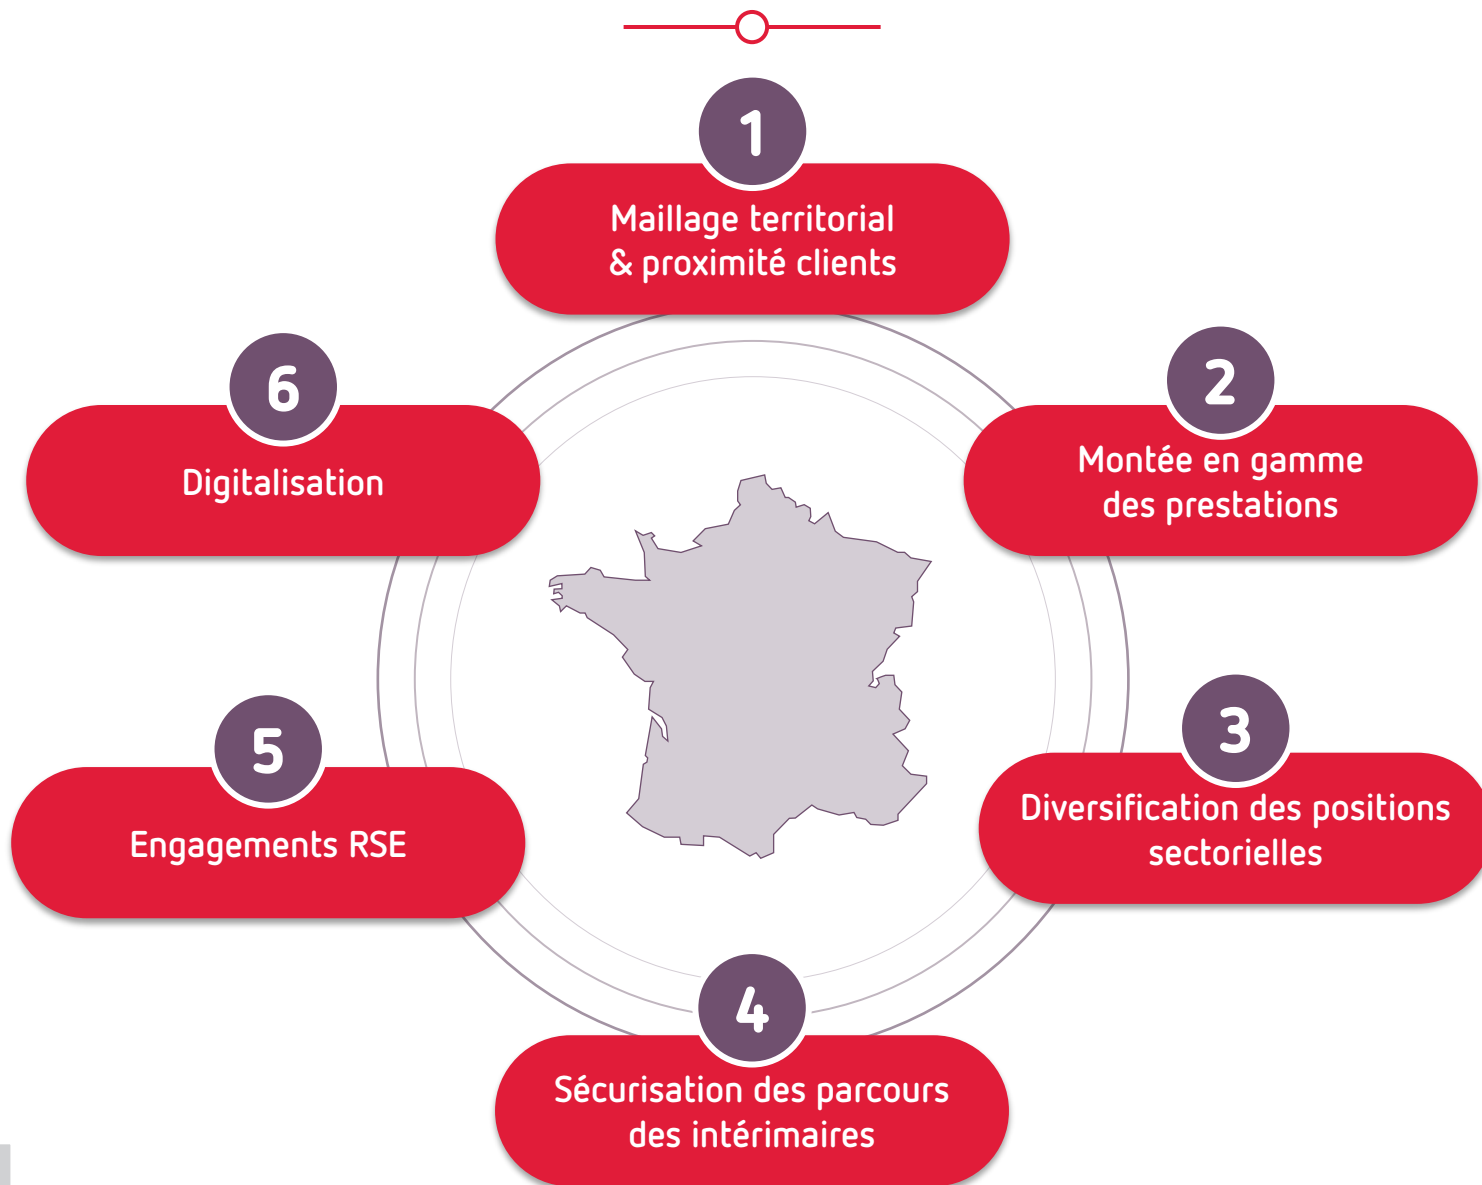 1
Maillage territorial
& proximité clients
2
Montée en gamme
des prestations
3
Diversification des positions
sectorielles
4
Sécurisation des parcours
des intérimaires
5
Engagements RSE
6
Digitalisation